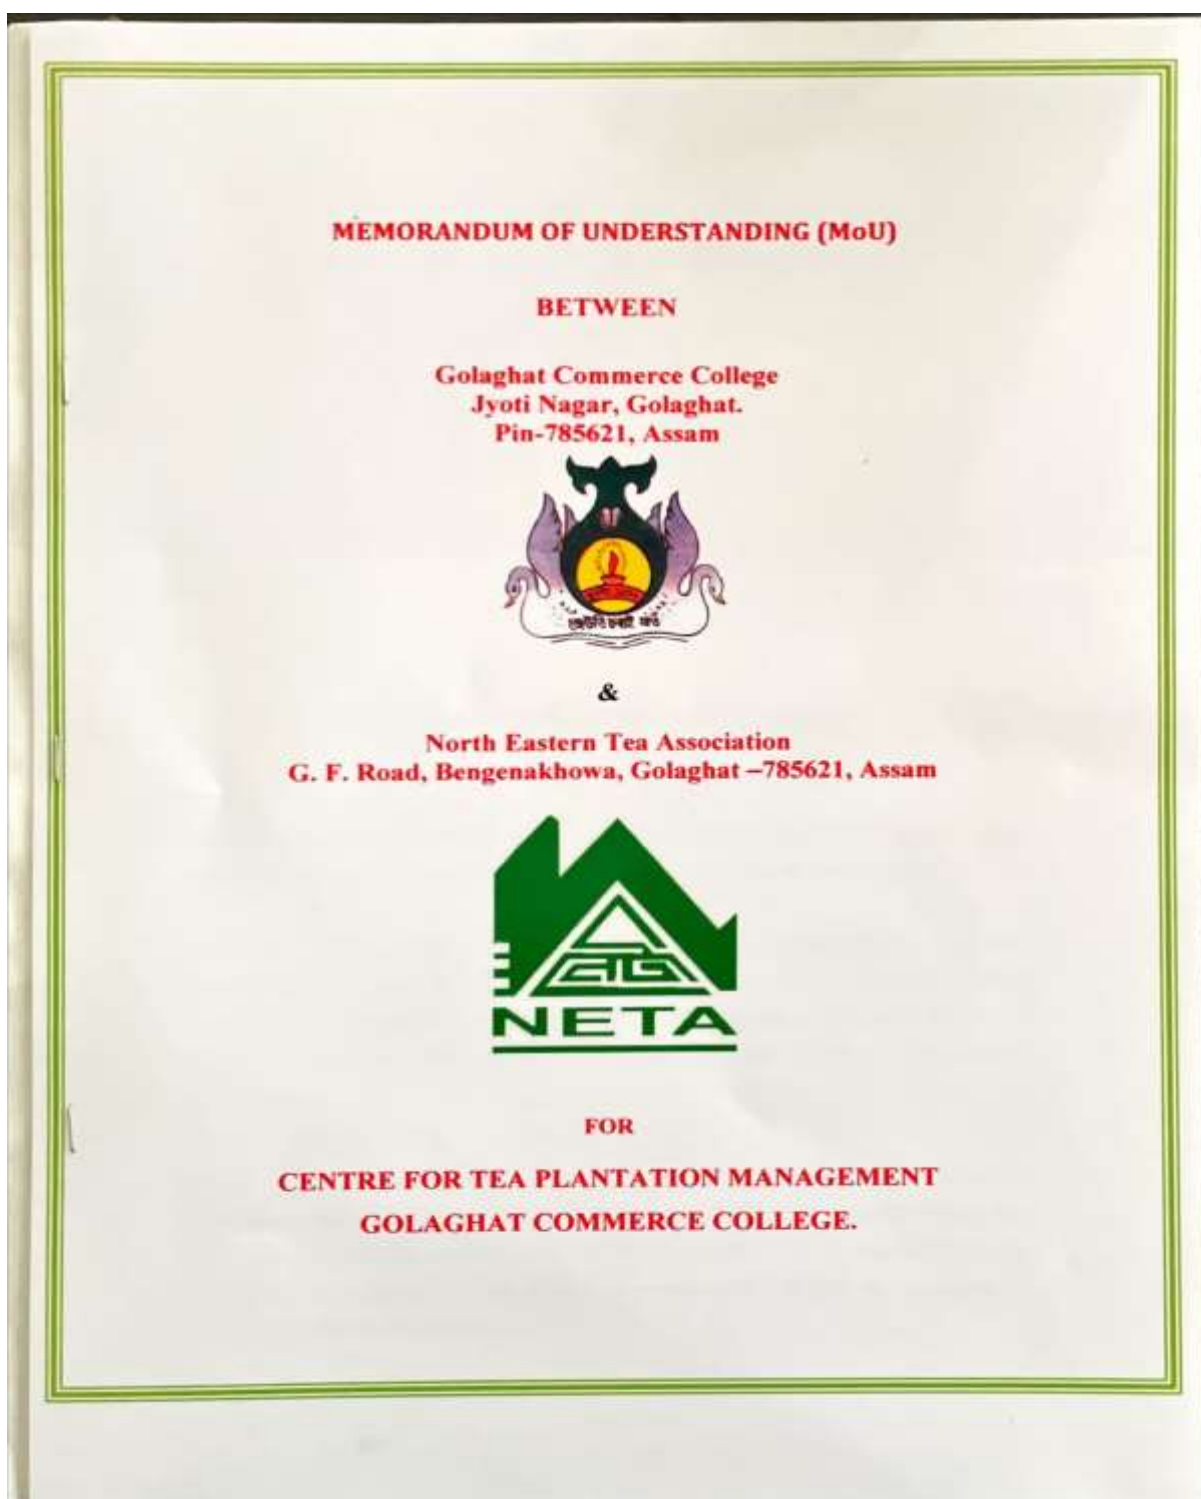 MEMORANDUM OF UNDERSTANDING (MoU)
BETWEEN
Golaghat Commerce College
Jyoti Nagar, Golaghat.
Pin-785621, Assam
&
North Eastern Tea Association
G. F. Road, Bengenakhowa, Golaghat –785621, Assam
NETA
FOR
CENTRE FOR TEA PLANTATION MANAGEMENT
GOLAGHAT COMMERCE COLLEGE.